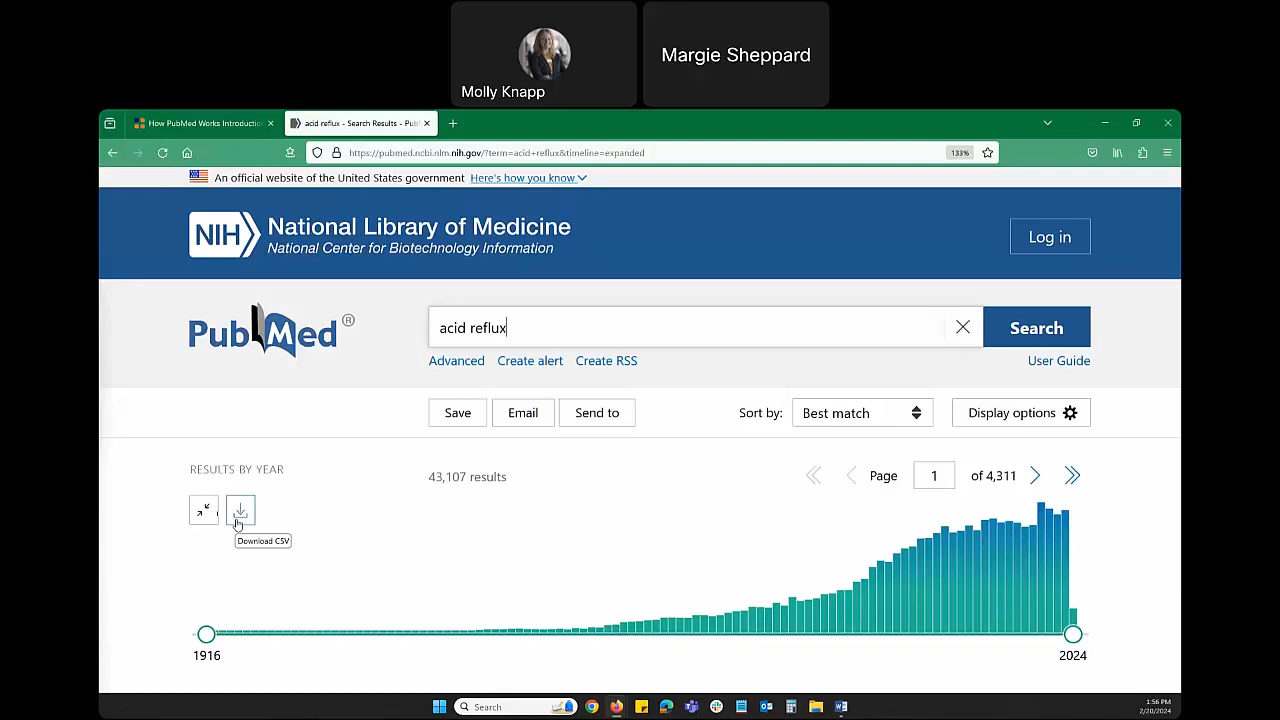 Molly Knapp
Margie Sheppard
How PubMed Works Introduction
acid reflux - Search Results - Pub
https://pubmed.ncbi.nlm.nih.gov/?term=acid+reflux&timeline=expanded
133%
An official website of the United States government Here's how you know
NIH National Library of Medicine
National Center for Biotechnology Information
Log in
PubMed®
acid reflux
Search
Advanced Create alert Create RSS
User Guide
Save Email Send to
Sort by: Best match
Display options
RESULTS BY YEAR
43,107 results
Page 1 of 4,311
Download CSV
1916
2024
Search
1:56 PM
2/20/2024